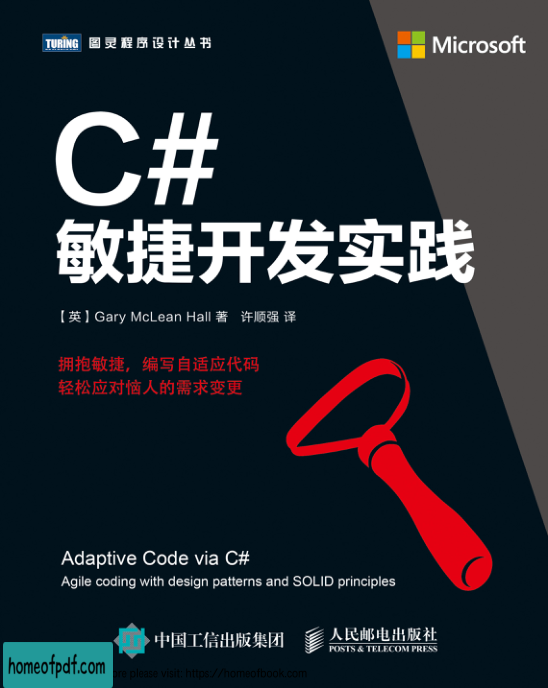 TURING 图灵程序设计丛书
Microsoft
C#
敏捷开发实践
【英】Gary McLean Hall 著 许顺强 译
拥抱敏捷，编写自适应代码
轻松应对恼人的需求变更
Adaptive Code via C#
Agile coding with design patterns and SOLID principles
中国工信出版集团
人民邮电出版社
POSTS & TELECOM PRESS
homeofpdf.com
more please visit: https://homeofbook.com